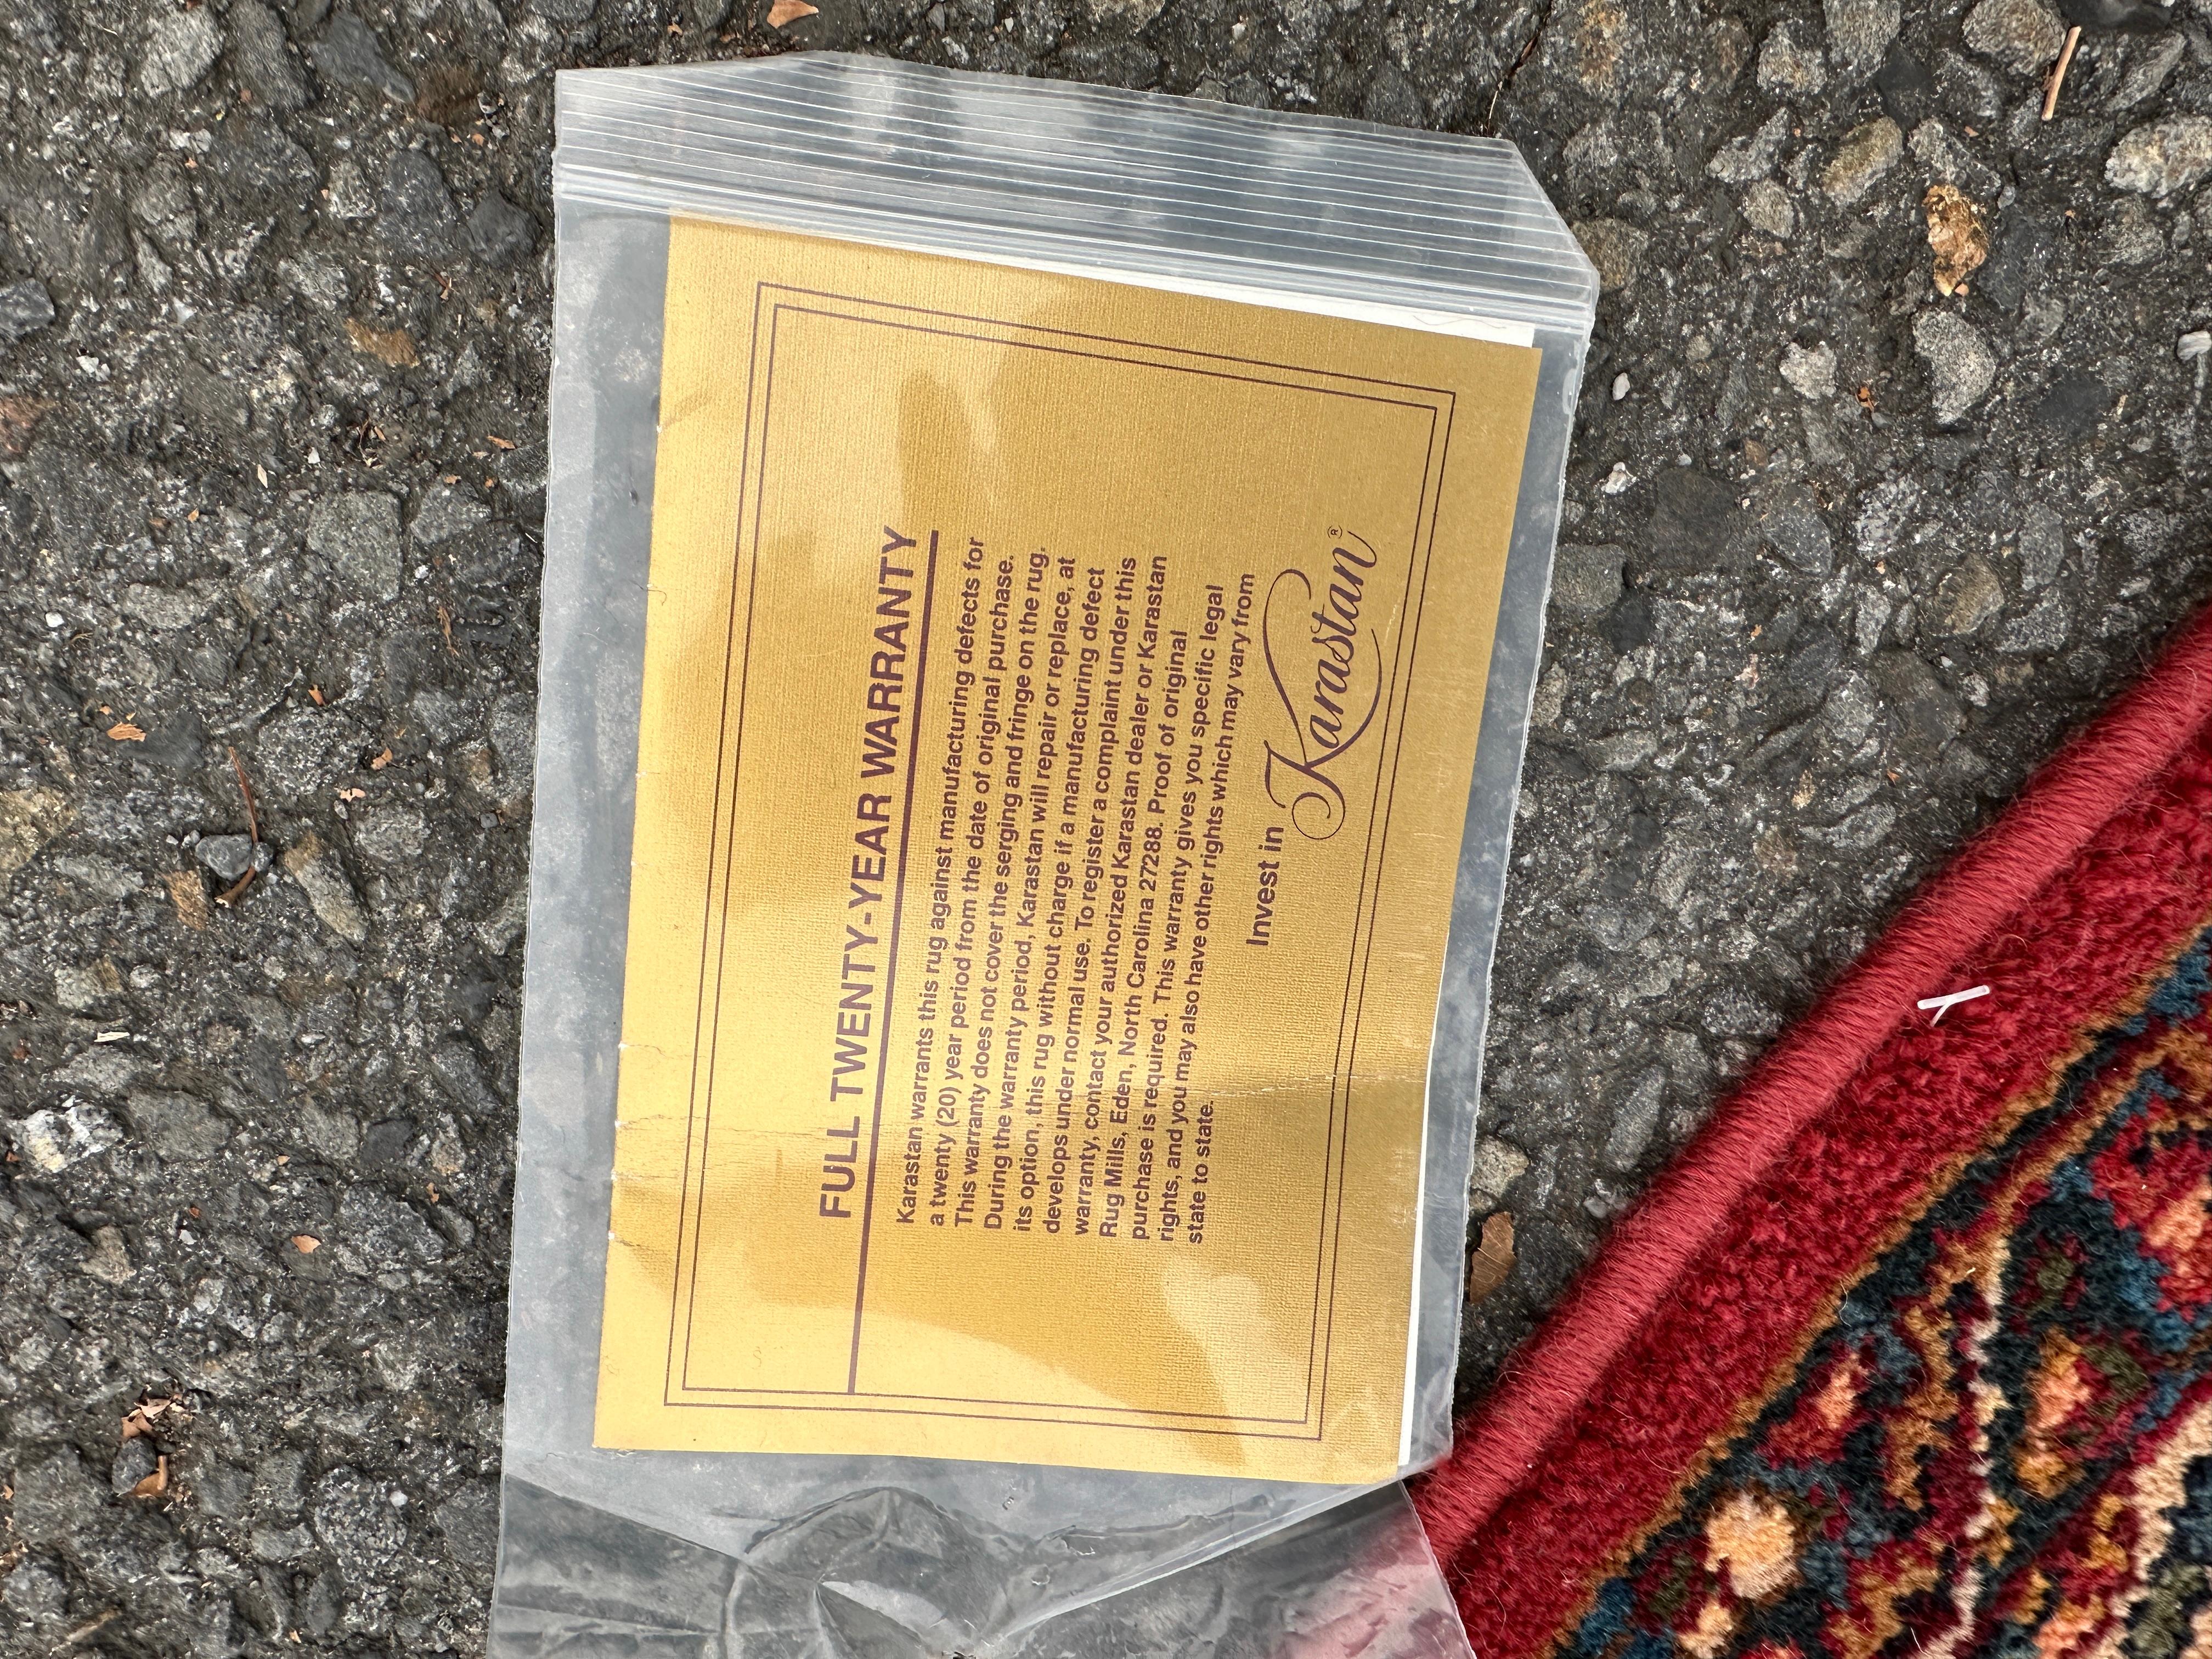 FULL TWENTY-YEAR WARRANTY
Karastan warrants this rug against manufacturing defects for
a twenty (20) year period from the date of original purchase.
This warranty does not cover the serging and fringe on the rug.
During the warranty period, Karastan will repair or replace, at
its option, this rug without charge if a manufacturing defect
develops under normal use. To register a complaint under this
warranty, contact your authorized Karastan dealer or Karastan
Rug Mills, Eden, North Carolina 27288. Proof of original
purchase is required. This warranty gives you specific legal
rights, and you may also have other rights which may vary from
state to state.
Invest in
Karastan®